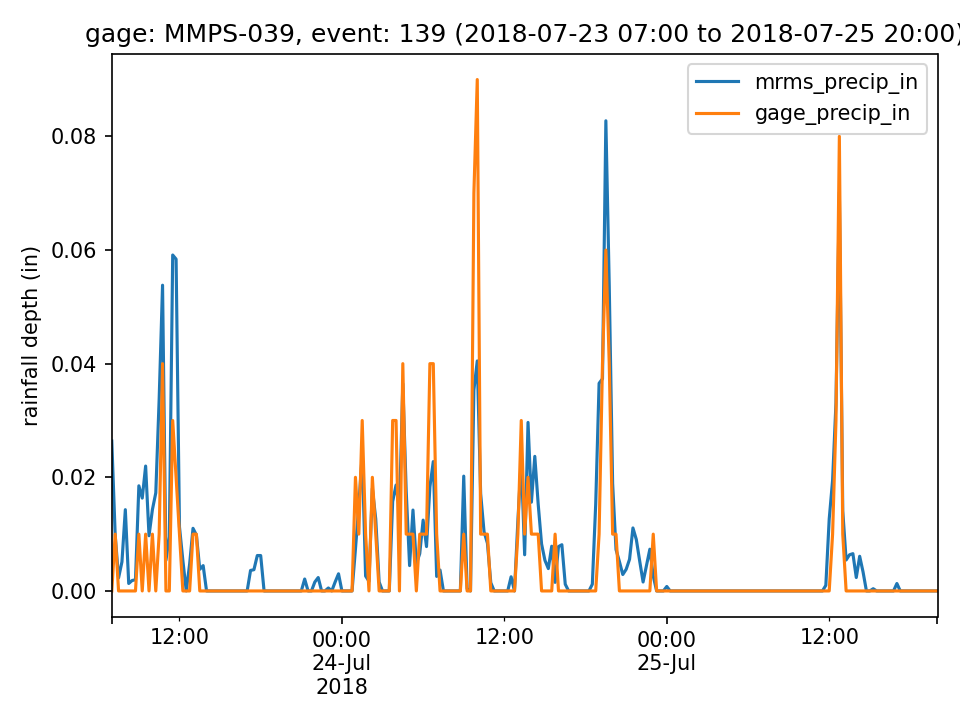 gage: MMPS-039, event: 139 (2018-07-23 07:00 to 2018-07-25 20:00)
mrms_precip_in
gage_precip_in
rainfall depth (in)
0.08
0.06
0.04
0.02
0.00
12:00
00:00
24-Jul
2018
12:00
00:00
25-Jul
12:00